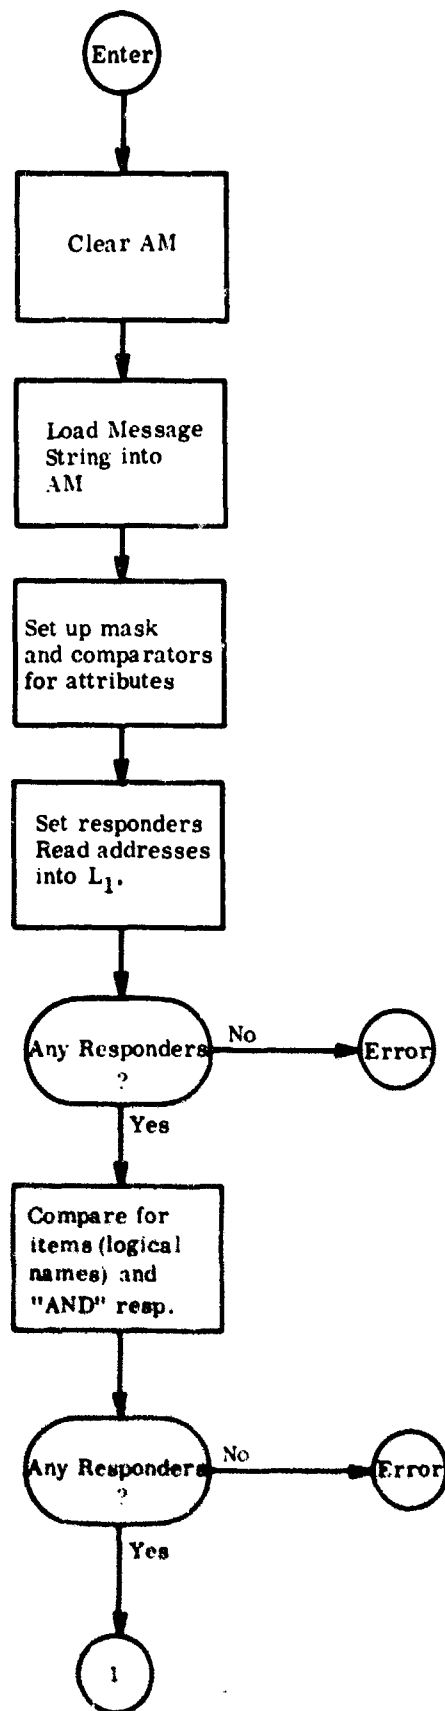 Enter
Clear AM
Load Message
String into
AM
Set up mask
and comparators
for attributes
Set responders
Read addresses
into L1.
Any Responders
?
No
Error
Yes
Compare for
items (logical
names) and
"AND" resp.
Any Responders
?
No
Error
Yes
1